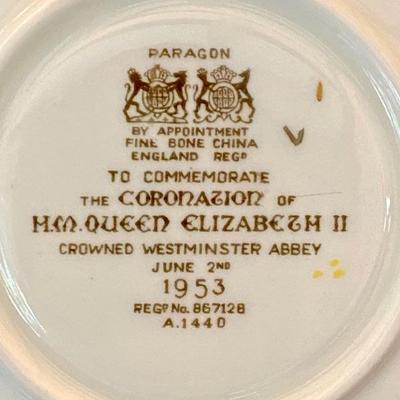 PARAGON
BY APPOINTMENT
FINE BONE CHINA
ENGLAND REGD
TO COMMEMORATE
THE CORONATION OF
H.M. QUEEN ELIZABETH II
CROWNED WESTMINSTER ABBEY
JUNE 2ND
1953
REGD No. 867128
A.1440